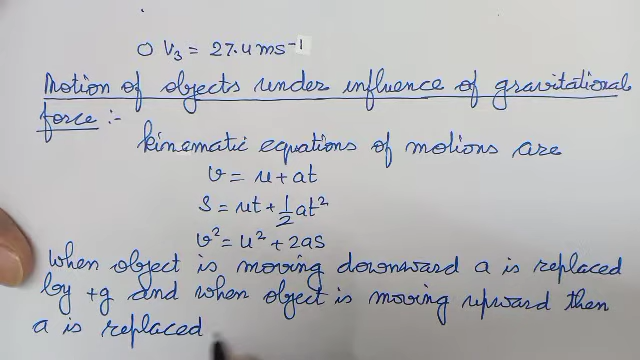 O V₃ = 27.4 ms⁻¹
Motion of objects under influence of gravitational
force :-
kinematic equations of motions are
v = u + at
S = ut + 1/2 at²
v² = u² + 2as
when object is moving downward a is replaced
by +g and when object is moving upward then
a is replaced